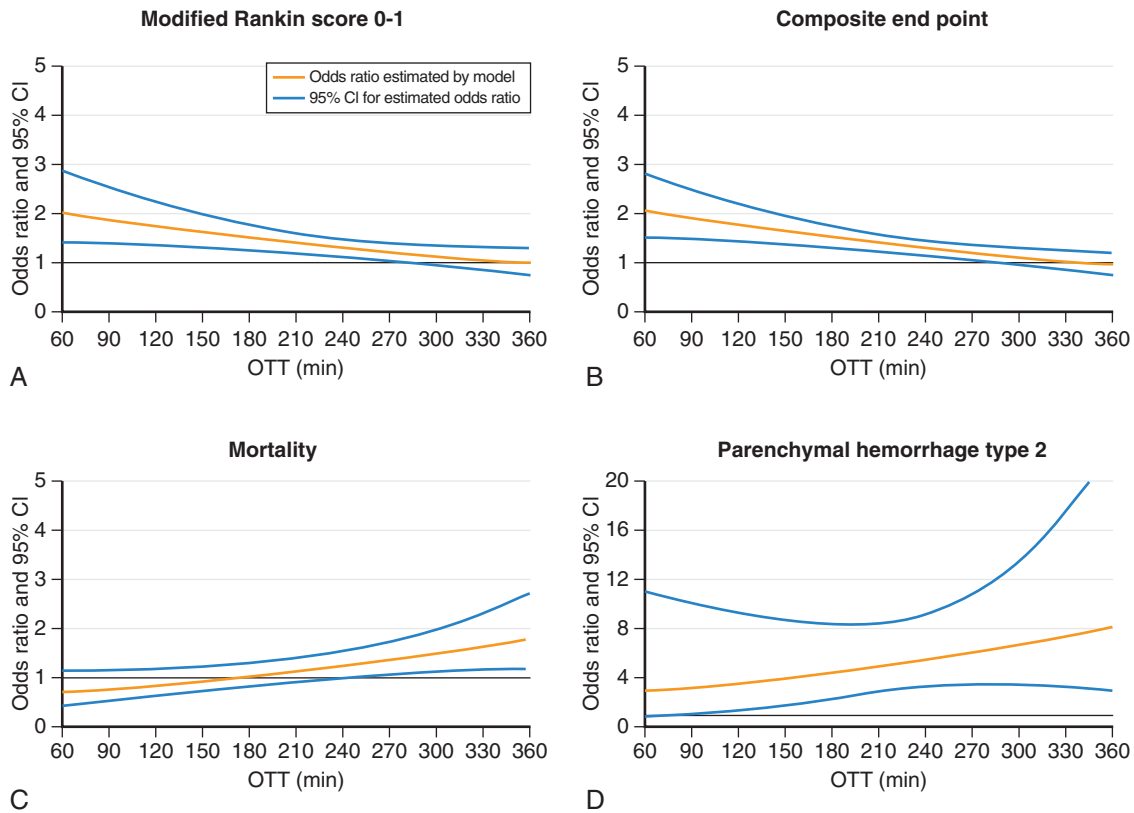 Modified Rankin score 0-1
Odds ratio and 95% CI
5
4
3
2
1
0
Odds ratio estimated by model
95% CI for estimated odds ratio
60 90 120 150 180 210 240 270 300 330 360
OTT (min)
A
Composite end point
Odds ratio and 95% CI
5
4
3
2
1
0
60 90 120 150 180 210 240 270 300 330 360
OTT (min)
B
Mortality
Odds ratio and 95% CI
5
4
3
2
1
0
60 90 120 150 180 210 240 270 300 330 360
OTT (min)
C
Parenchymal hemorrhage type 2
Odds ratio and 95% CI
20
16
12
8
4
0
60 90 120 150 180 210 240 270 300 330 360
OTT (min)
D